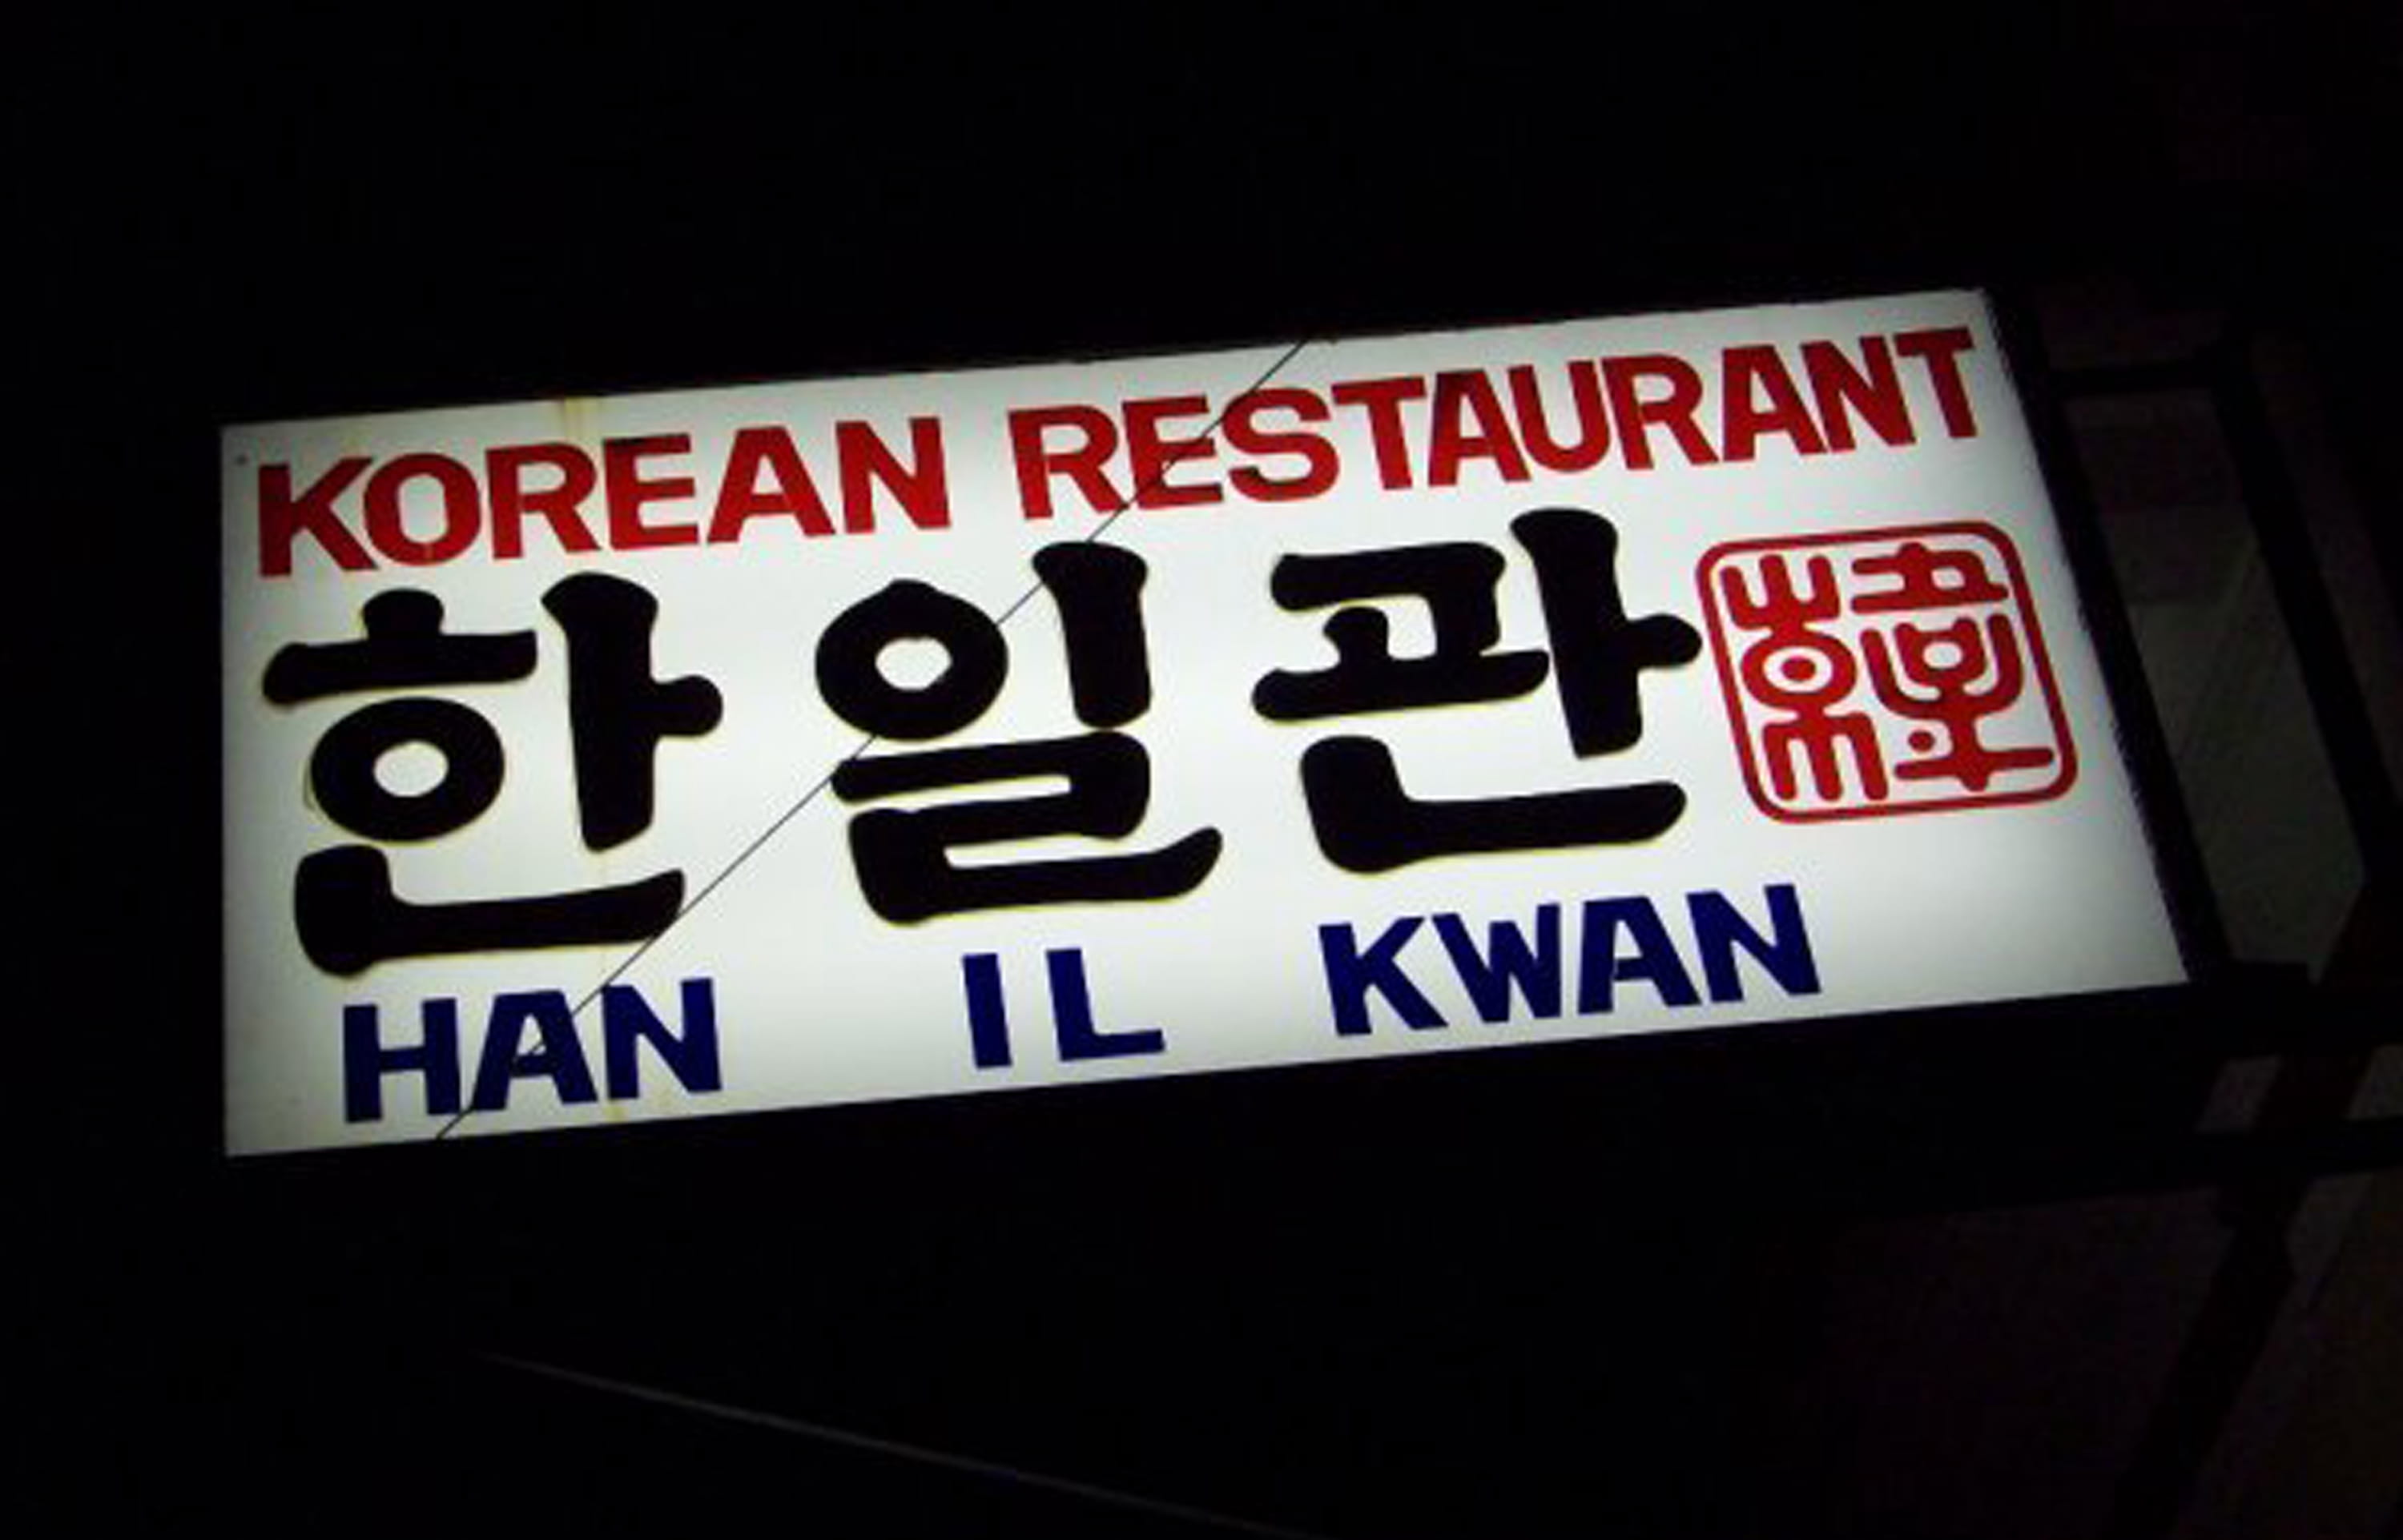 KOREAN RESTAURANT
한일관
HAN IL KWAN